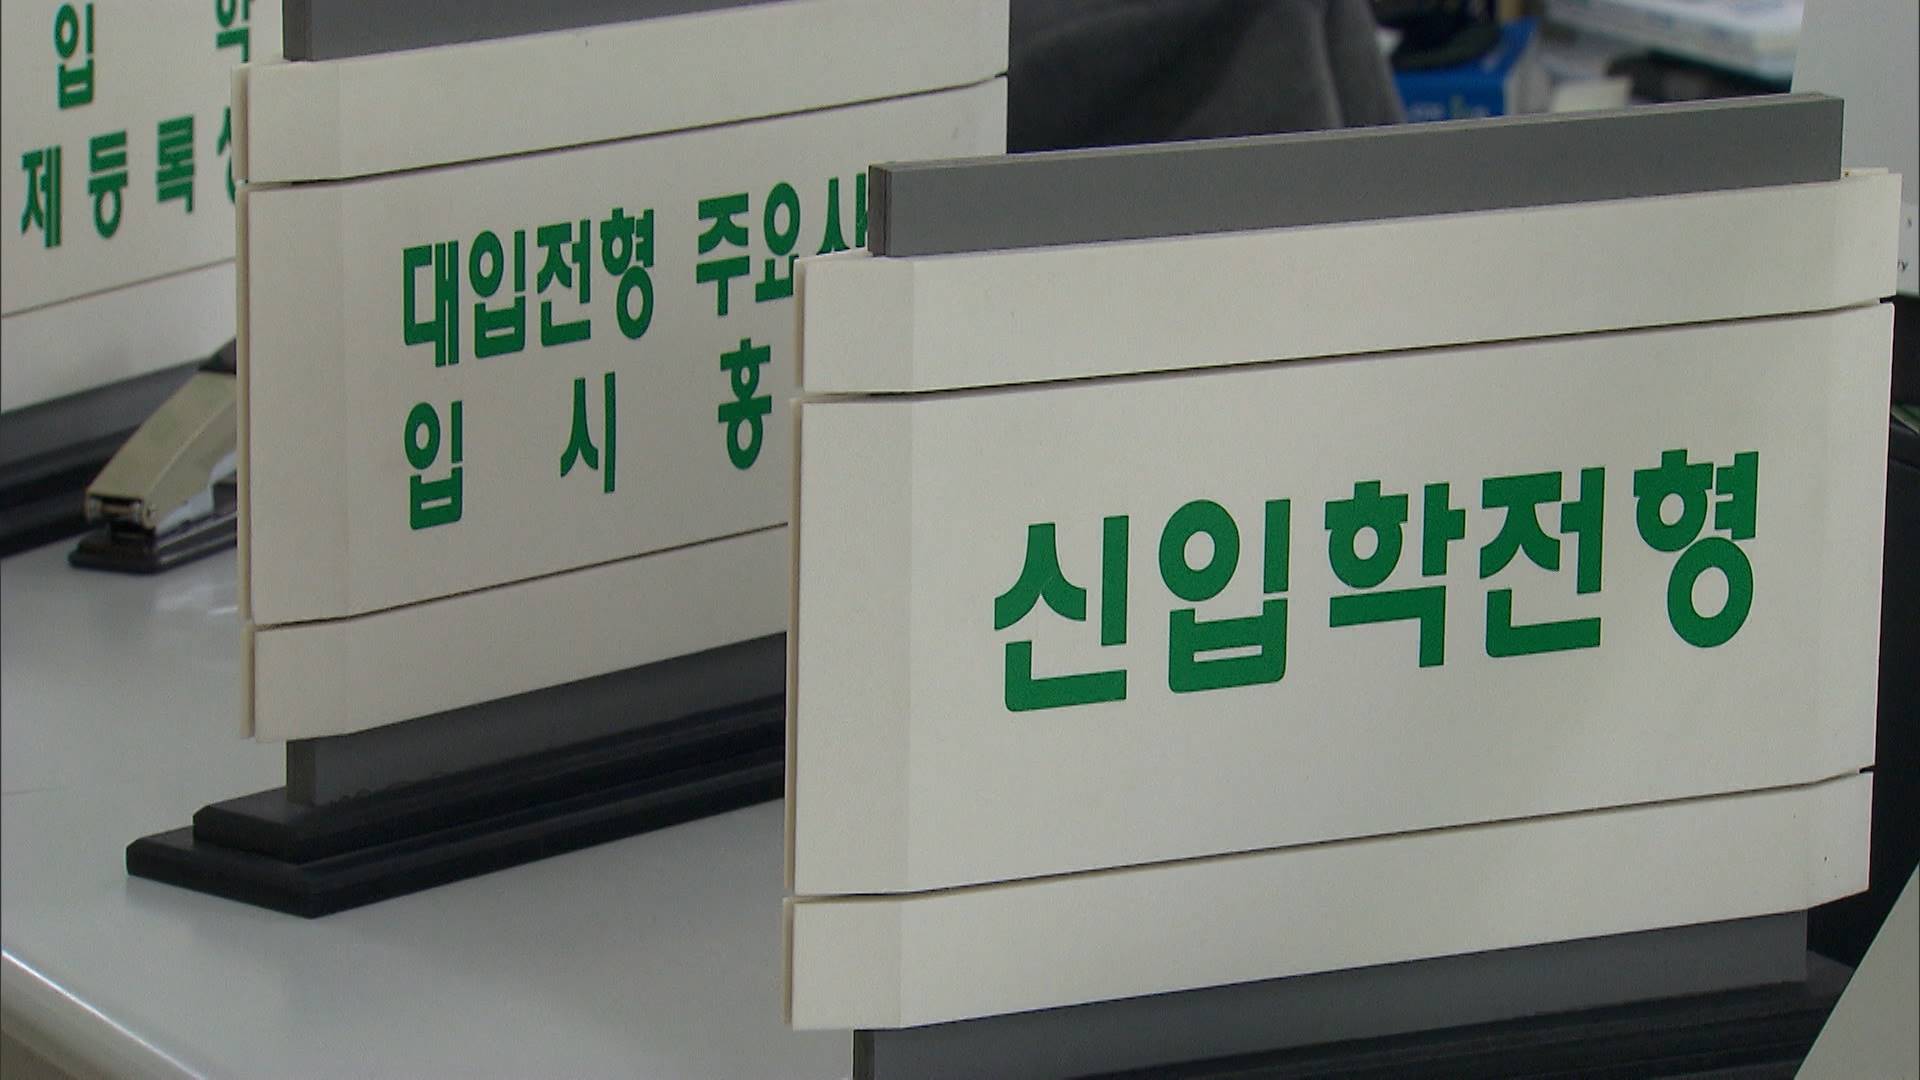 입
제등록
대입전형 주요
입 시 홍
신입학전형